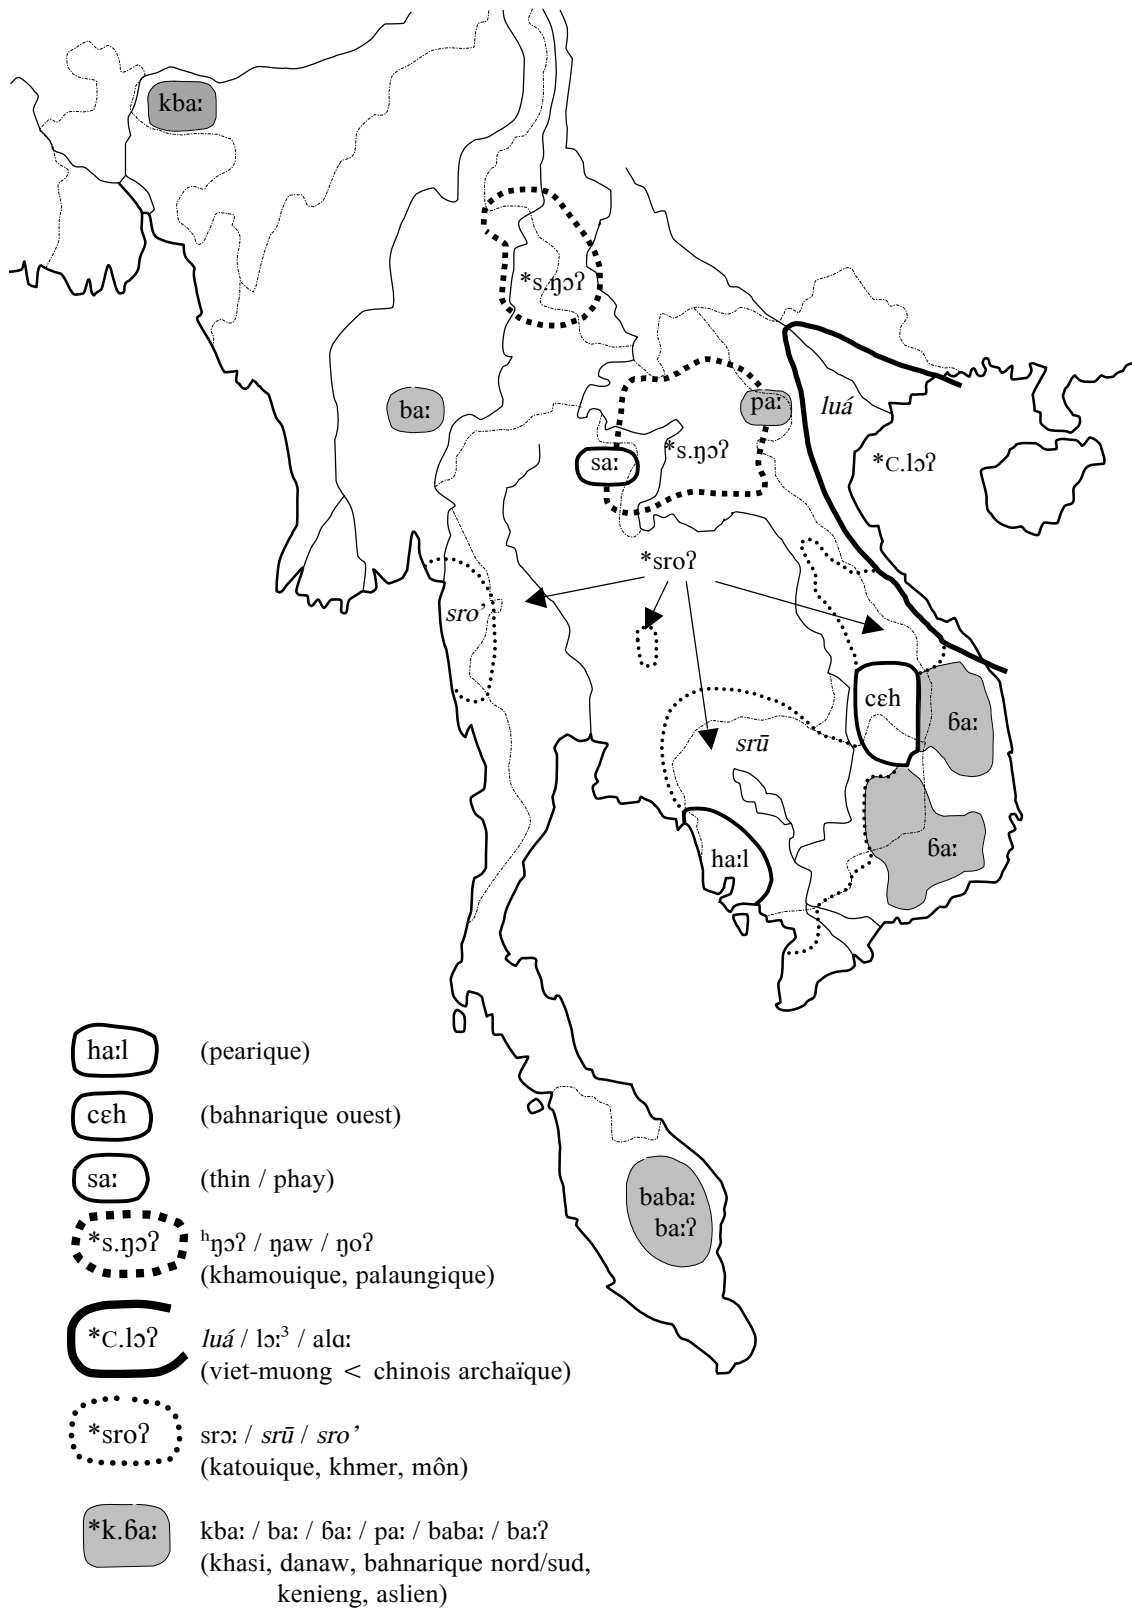 kbaː
*s.ŋɔʔ
baː
paː
luá
saː
*s.ŋɔʔ
*C.lɔʔ
*sroʔ
sro’
cɛh
ɓaː
srū
haːl
ɓaː
babaː
baːʔ
haːl (pearique)
cɛh (bahnarique ouest)
saː (thin / phay)
*s.ŋɔʔ ʰŋɔʔ / ŋaw / ŋoʔ
(khamouique, palaungique)
*C.lɔʔ luá / lɔː³ / alɑː
(viet-muong < chinois archaïque)
*sroʔ srɔː / srū / sro’
(katouique, khmer, môn)
*k.ɓaː kbaː / baː / ɓaː / paː / babaː / baːʔ
(khasi, danaw, bahnarique nord/sud,
kenieng, aslien)